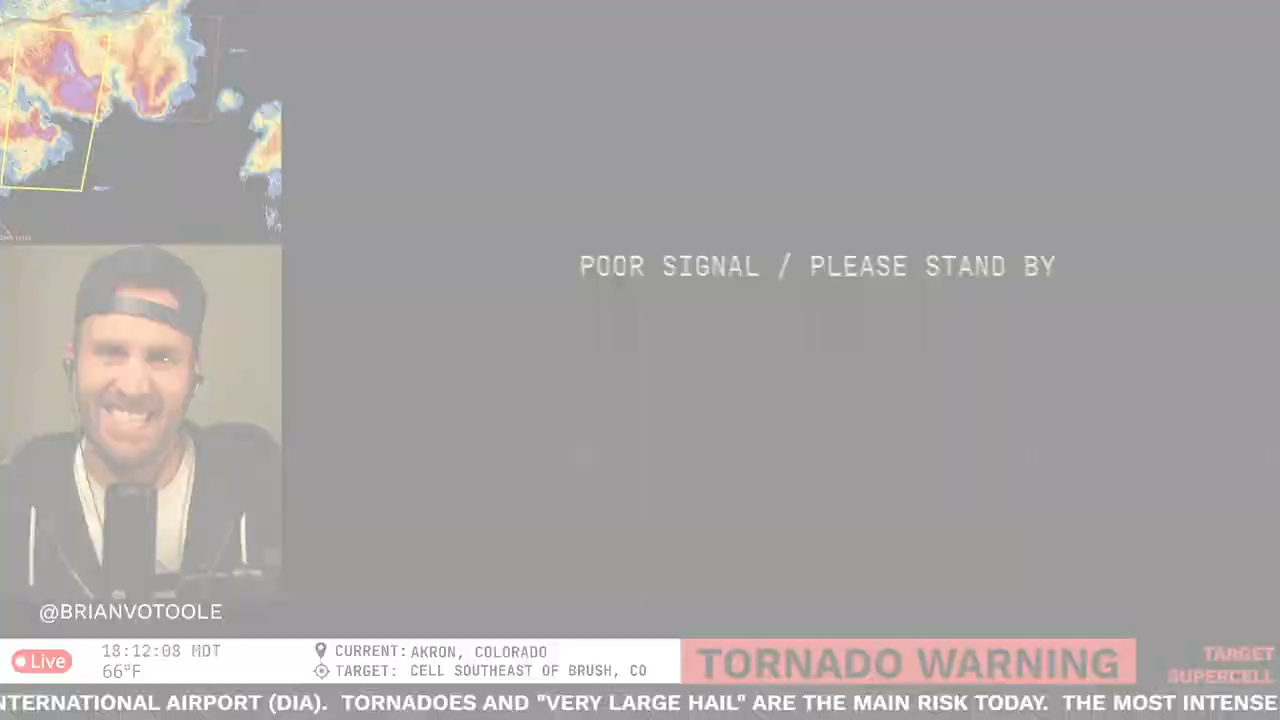 POOR SIGNAL / PLEASE STAND BY
@BRIANVOTOOLE
Live
18:12:08 MDT
66°F
CURRENT: AKRON, COLORADO
TARGET: CELL SOUTHEAST OF BRUSH, CO
TORNADO WARNING
TARGET
SUPERCELL
NTERNATIONAL AIRPORT (DIA). TORNADOES AND "VERY LARGE HAIL" ARE THE MAIN RISK TODAY. THE MOST INTENSE